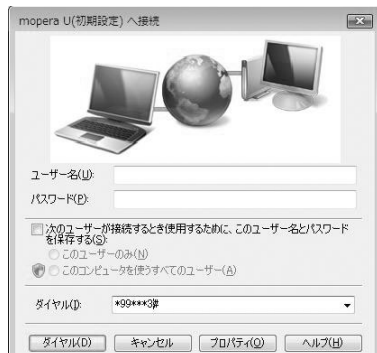 mopera U(初期設定) へ接続
ユーザー名(U):
パスワード(P):
次のユーザーが接続するとき使用するために、このユーザー名とパスワード
を保存する(S):
このユーザーのみ(N)
このコンピュータを使うすべてのユーザー(A)
ダイヤル(I): *99***3#
ダイヤル(D) キャンセル プロパティ(O) ヘルプ(H)